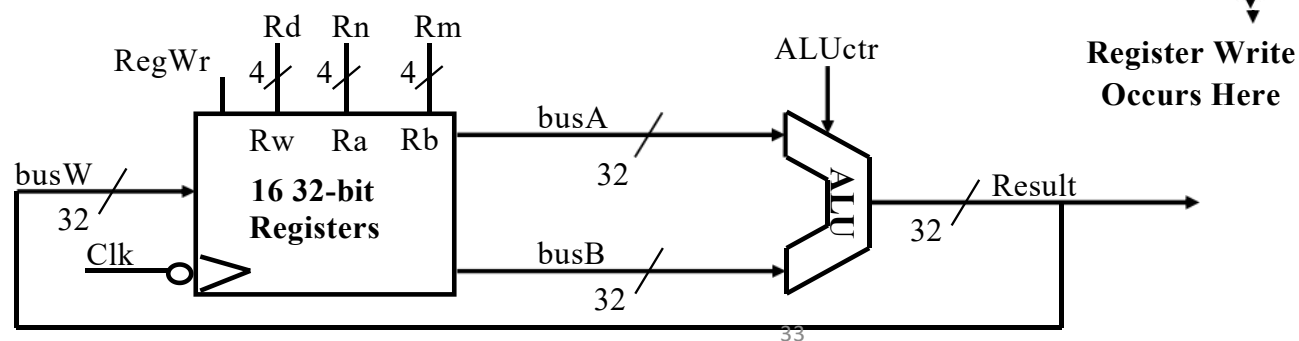 Rd Rn Rm
RegWr
4 4 4
ALUctr
Register Write
Occurs Here
Rw Ra Rb
busA
32
busW
32
16 32-bit
Registers
ALU
Result
32
Clk
busB
32
33